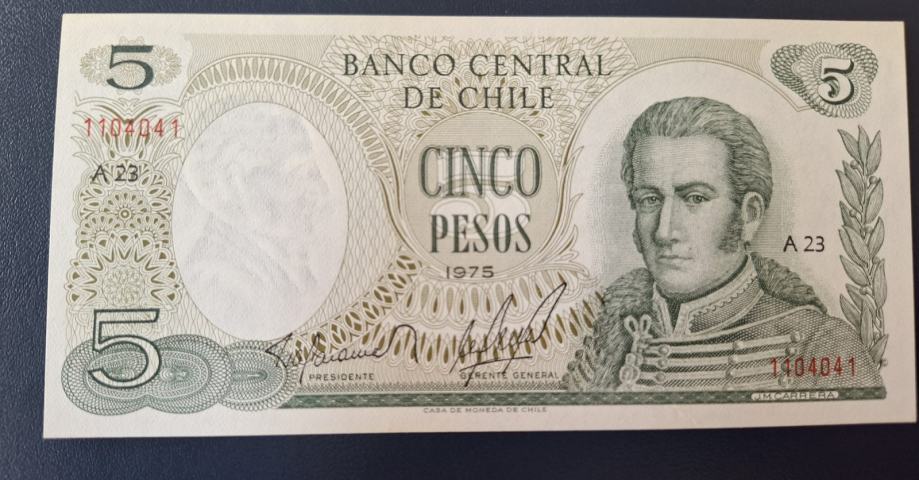 5
BANCO CENTRAL
DE CHILE
5
1104041
A 23
CINCO
PESOS
1975
A 23
5
PRESIDENTE
GERENTE GENERAL
1104041
J.M.CARRERA
CASA DE MONEDA DE CHILE